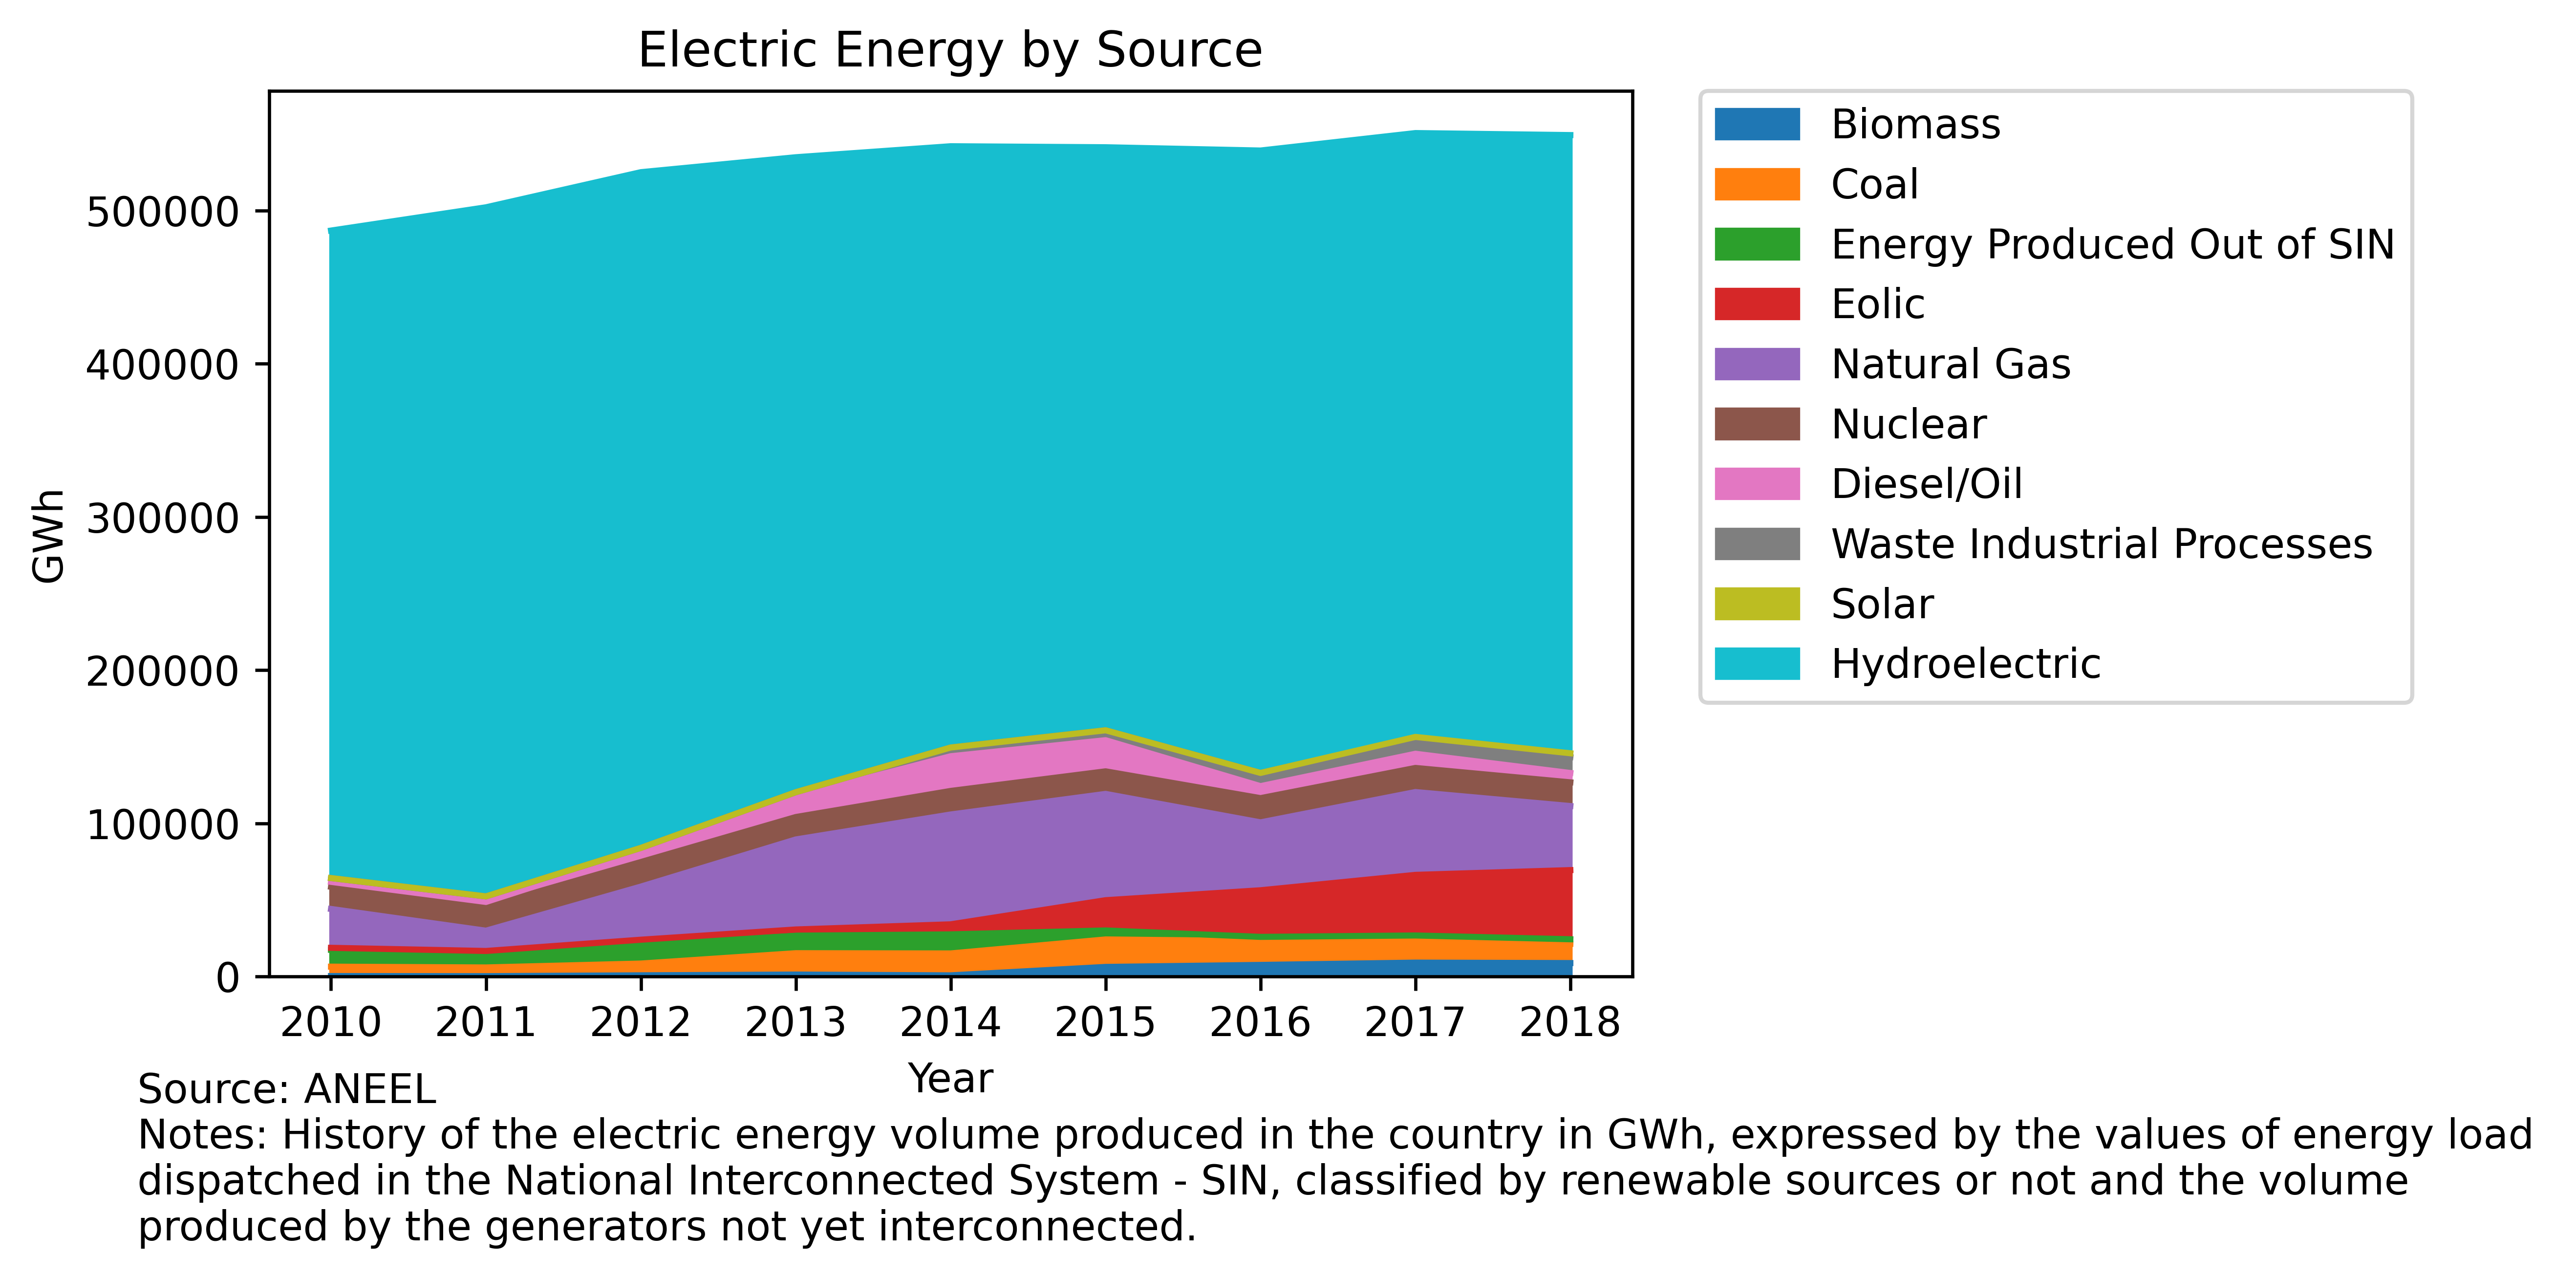 Electric Energy by Source
GWh
500000
400000
300000
200000
100000
0
2010 2011 2012 2013 2014 2015 2016 2017 2018
Year
Biomass
Coal
Energy Produced Out of SIN
Eolic
Natural Gas
Nuclear
Diesel/Oil
Waste Industrial Processes
Solar
Hydroelectric
Source: ANEEL
Notes: History of the electric energy volume produced in the country in GWh, expressed by the values of energy load
dispatched in the National Interconnected System - SIN, classified by renewable sources or not and the volume
produced by the generators not yet interconnected.